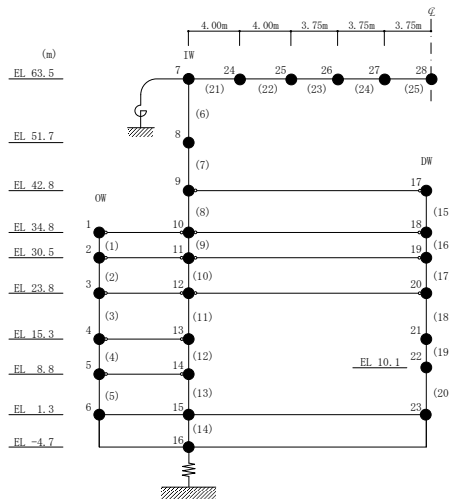 ℄
4.00m 4.00m 3.75m 3.75m 3.75m
(m) IW
EL 63.5 7 24 25 26 27 28
(21) (22) (23) (24) (25)
(6)
EL 51.7 8
(7) DW
EL 42.8 9 17
OW (8) (15
EL 34.8 1 10 18
(1) (9) (16
EL 30.5 2 11 19
(2) (10) (17
EL 23.8 3 12 20
(3) (11) (18
EL 15.3 4 13 21
(4) (12) (19
EL 8.8 5 14 EL 10.1 22
(5) (13) (20
EL 1.3 6 15 23
(14)
EL -4.7 16